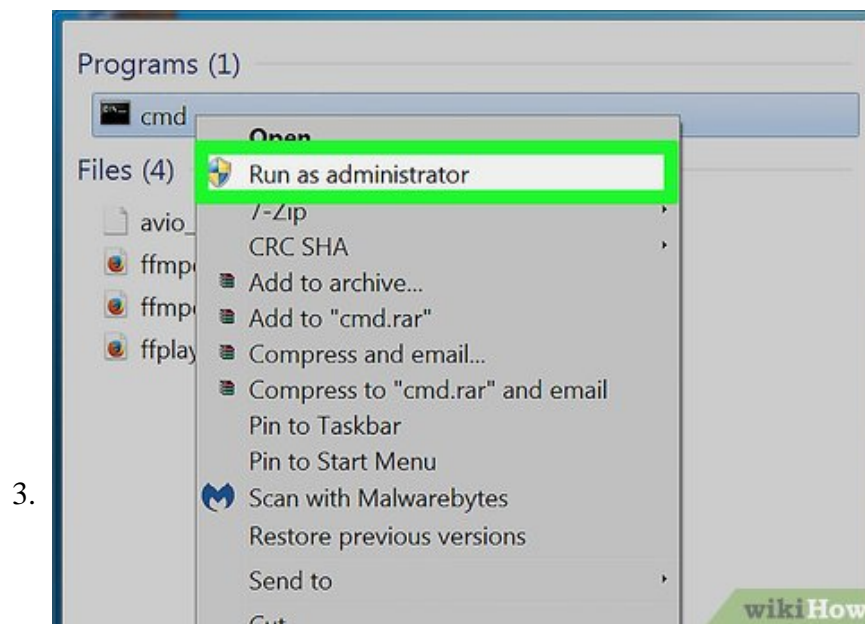 Programs (1)
cmd
Open
Files (4)
Run as administrator
avio_
7-Zip
CRC SHA
ffmp
Add to archive...
ffmp
Add to "cmd.rar"
ffplay
Compress and email...
Compress to "cmd.rar" and email
Pin to Taskbar
Pin to Start Menu
3.
Scan with Malwarebytes
Restore previous versions
Send to
Cut
wikiHow